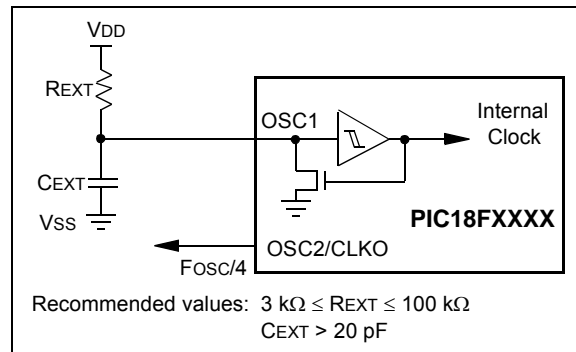 VDD
REXT
OSC1
Internal
Clock
CEXT
VSS
PIC18FXXXX
OSC2/CLKO
FOSC/4
Recommended values: 3 kΩ ≤ REXT ≤ 100 kΩ
CEXT > 20 pF